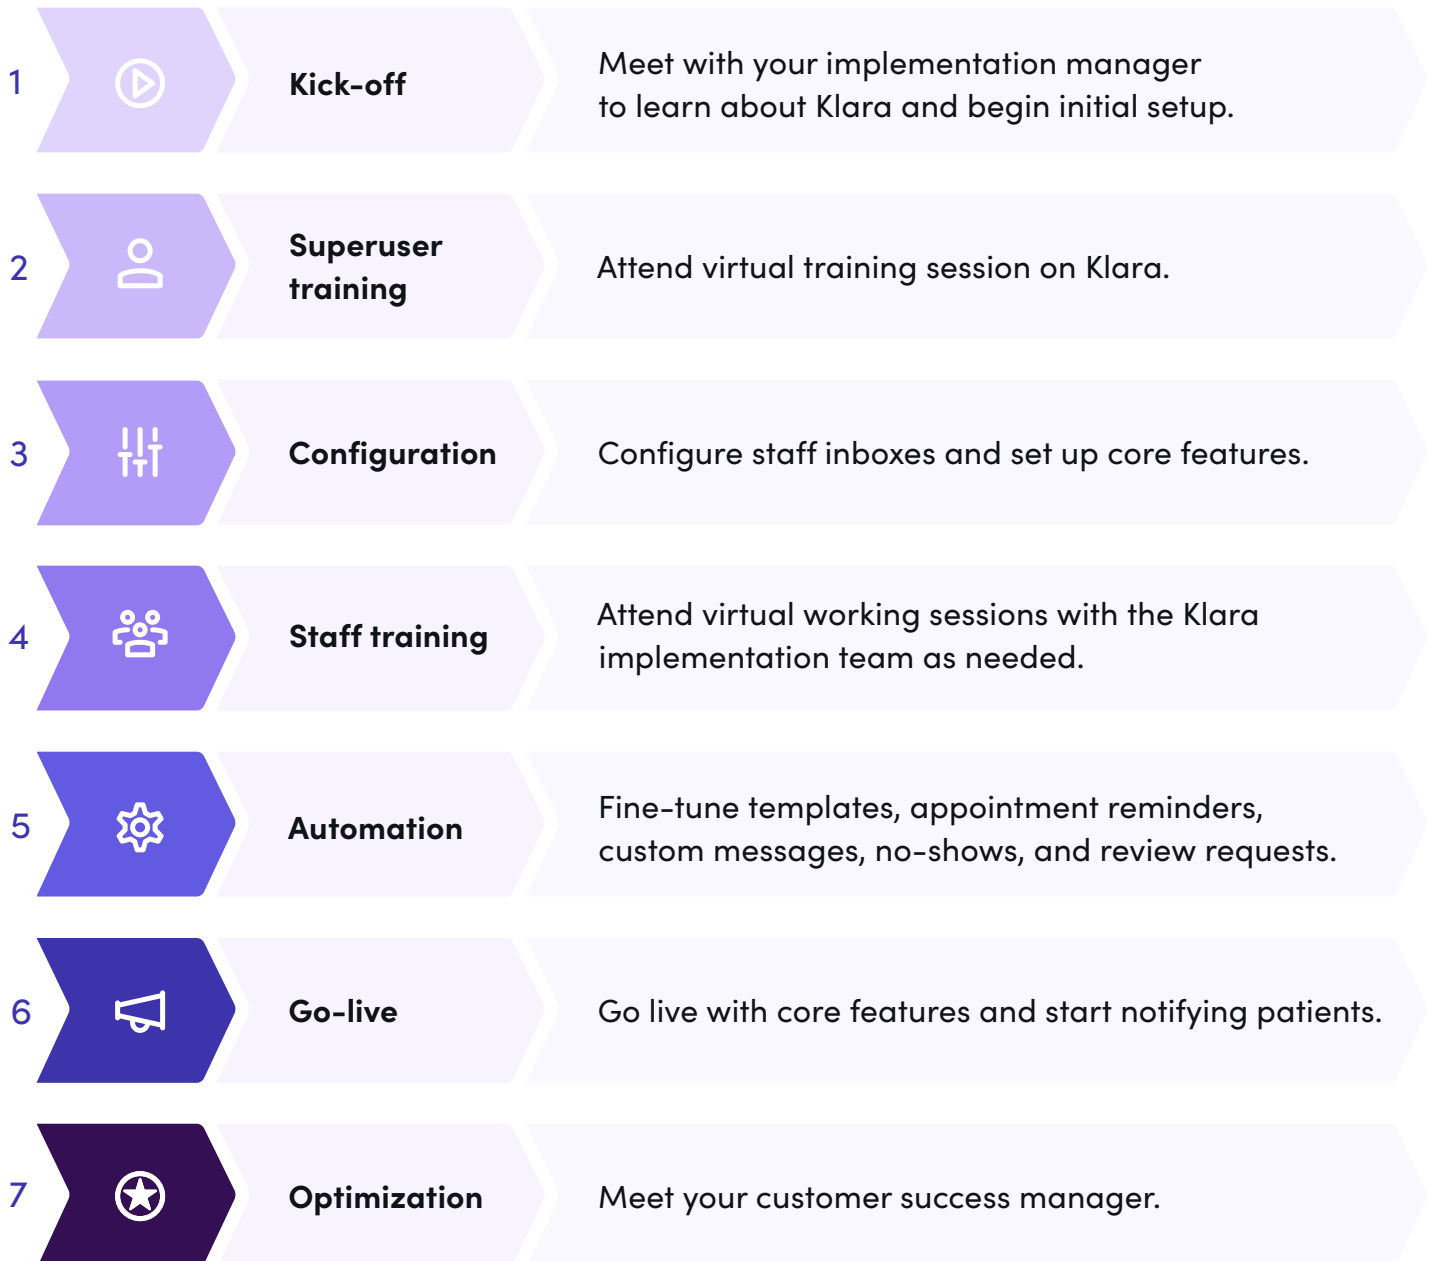 1
Kick-off
Meet with your implementation manager
to learn about Klara and begin initial setup.
2
Superuser
training
Attend virtual training session on Klara.
3
Configuration
Configure staff inboxes and set up core features.
4
Staff training
Attend virtual working sessions with the Klara
implementation team as needed.
5
Automation
Fine-tune templates, appointment reminders,
custom messages, no-shows, and review requests.
6
Go-live
Go live with core features and start notifying patients.
7
Optimization
Meet your customer success manager.